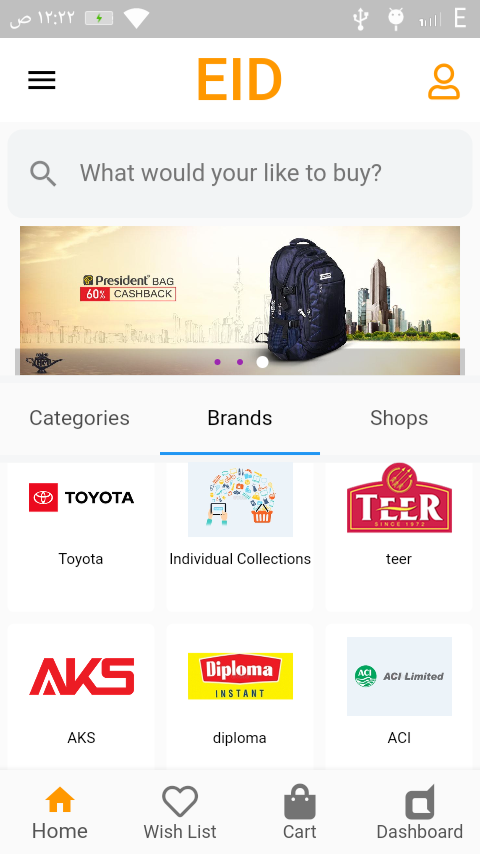 ١٢:٢٢ ص
E
EID
What would your like to buy?
President BAG
60% CASHBACK
Categories
Brands
Shops
TOYOTA
TEER
SINCE 1972
Toyota
Individual Collections
teer
AKS
Diploma
INSTANT
ACI
ACI Limited
AKS
diploma
ACI
Home
Wish List
Cart
Dashboard